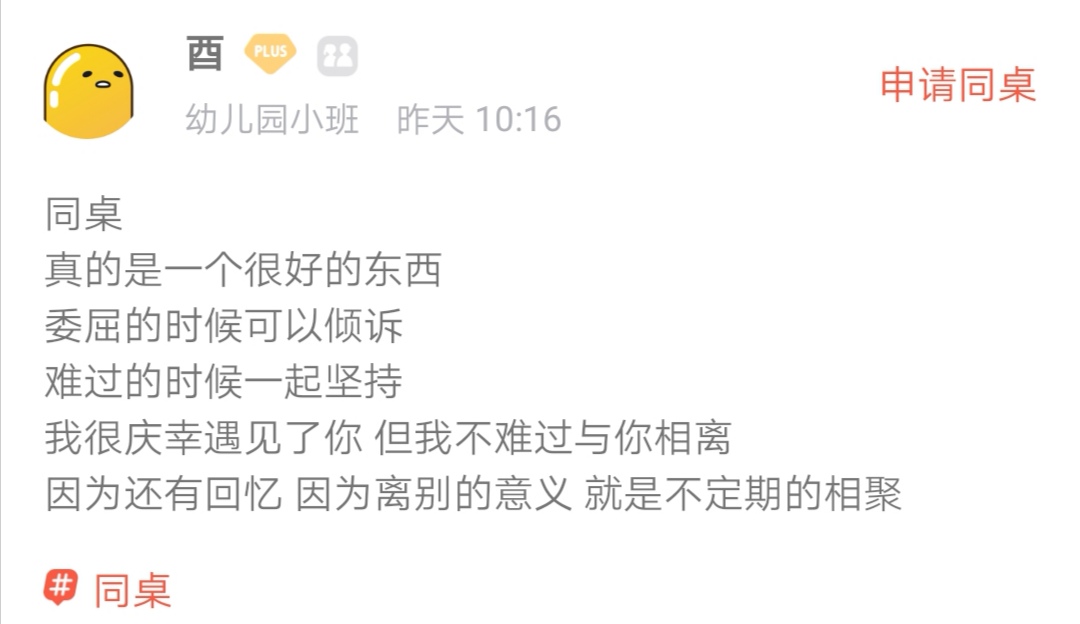 酉 PLUS
申请同桌
幼儿园小班 昨天 10:16
同桌
真的是一个很好的东西
委屈的时候可以倾诉
难过的时候一起坚持
我很庆幸遇见了你 但我不难过与你相离
因为还有回忆 因为离别的意义 就是不定期的相聚
# 同桌